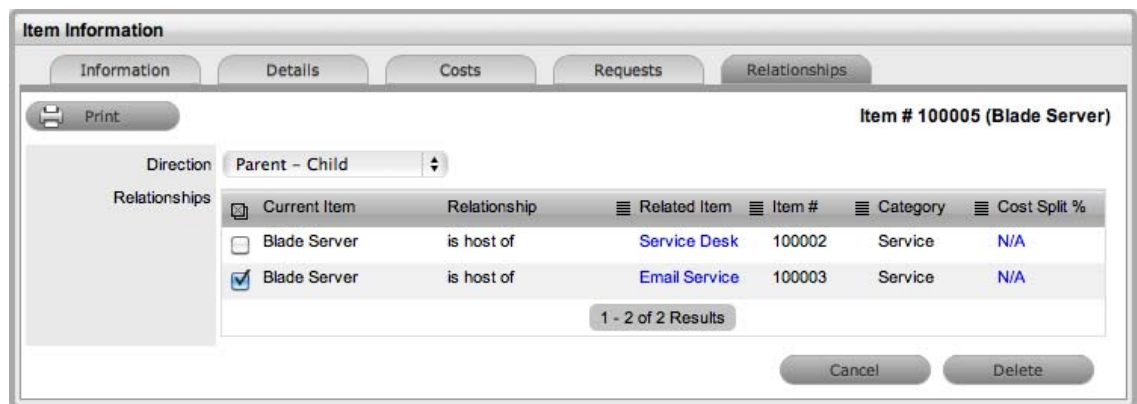 Item Information
Information Details Costs Requests Relationships
Print Item # 100005 (Blade Server)
Direction Parent - Child
Relationships
Current Item Relationship Related Item Item # Category Cost Split %
Blade Server is host of Service Desk 100002 Service N/A
Blade Server is host of Email Service 100003 Service N/A
1 - 2 of 2 Results
Cancel Delete